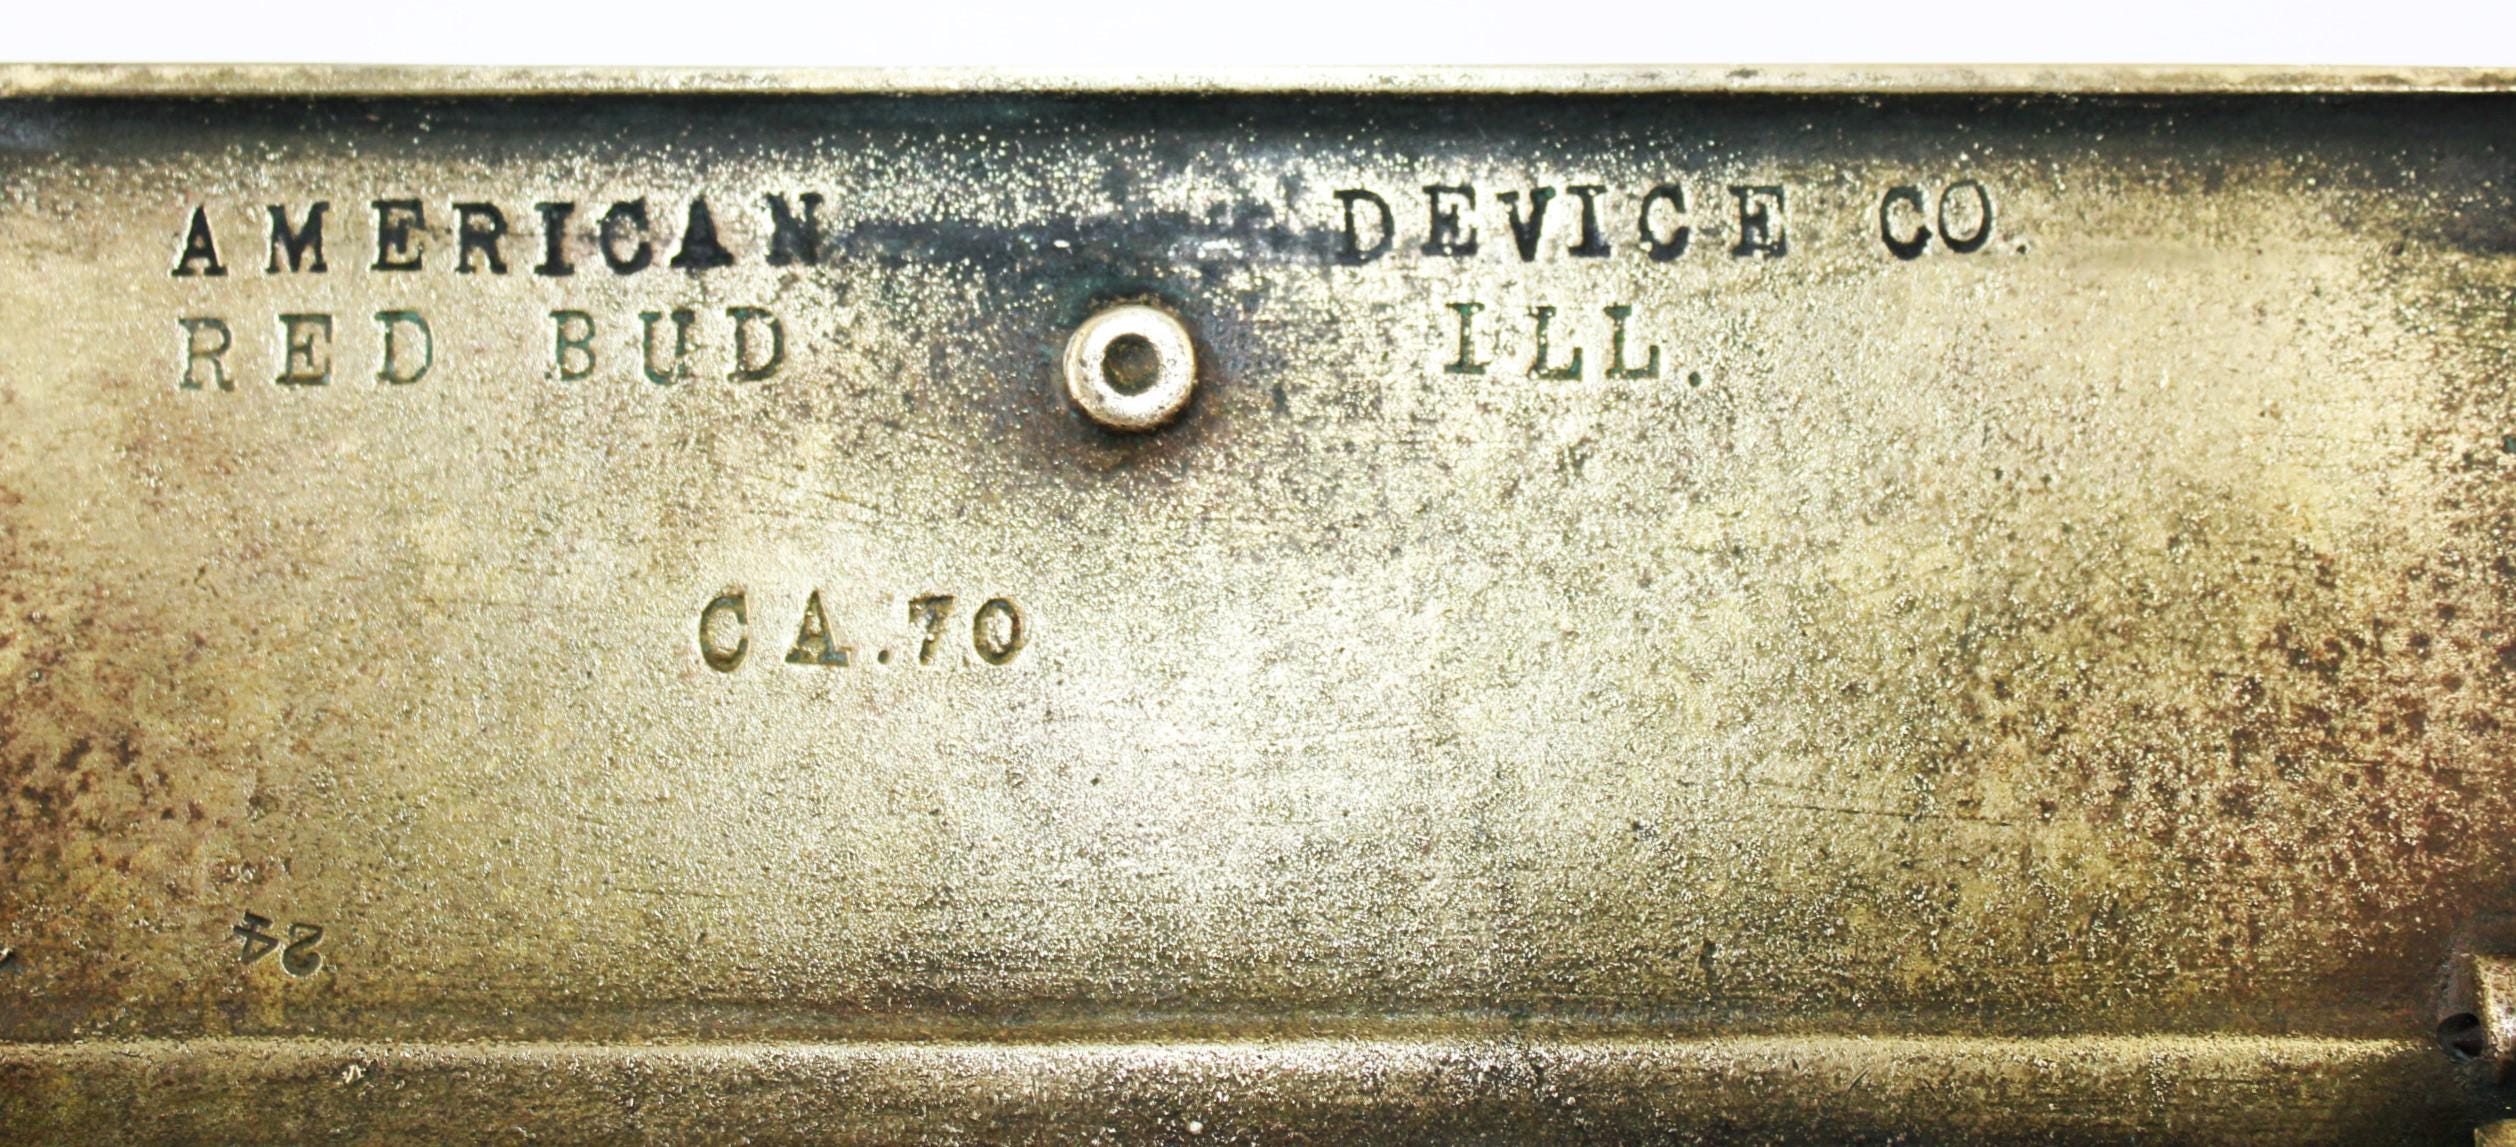 AMERICAN DEVICE CO.
RED BUD ILL.
CA.70
24